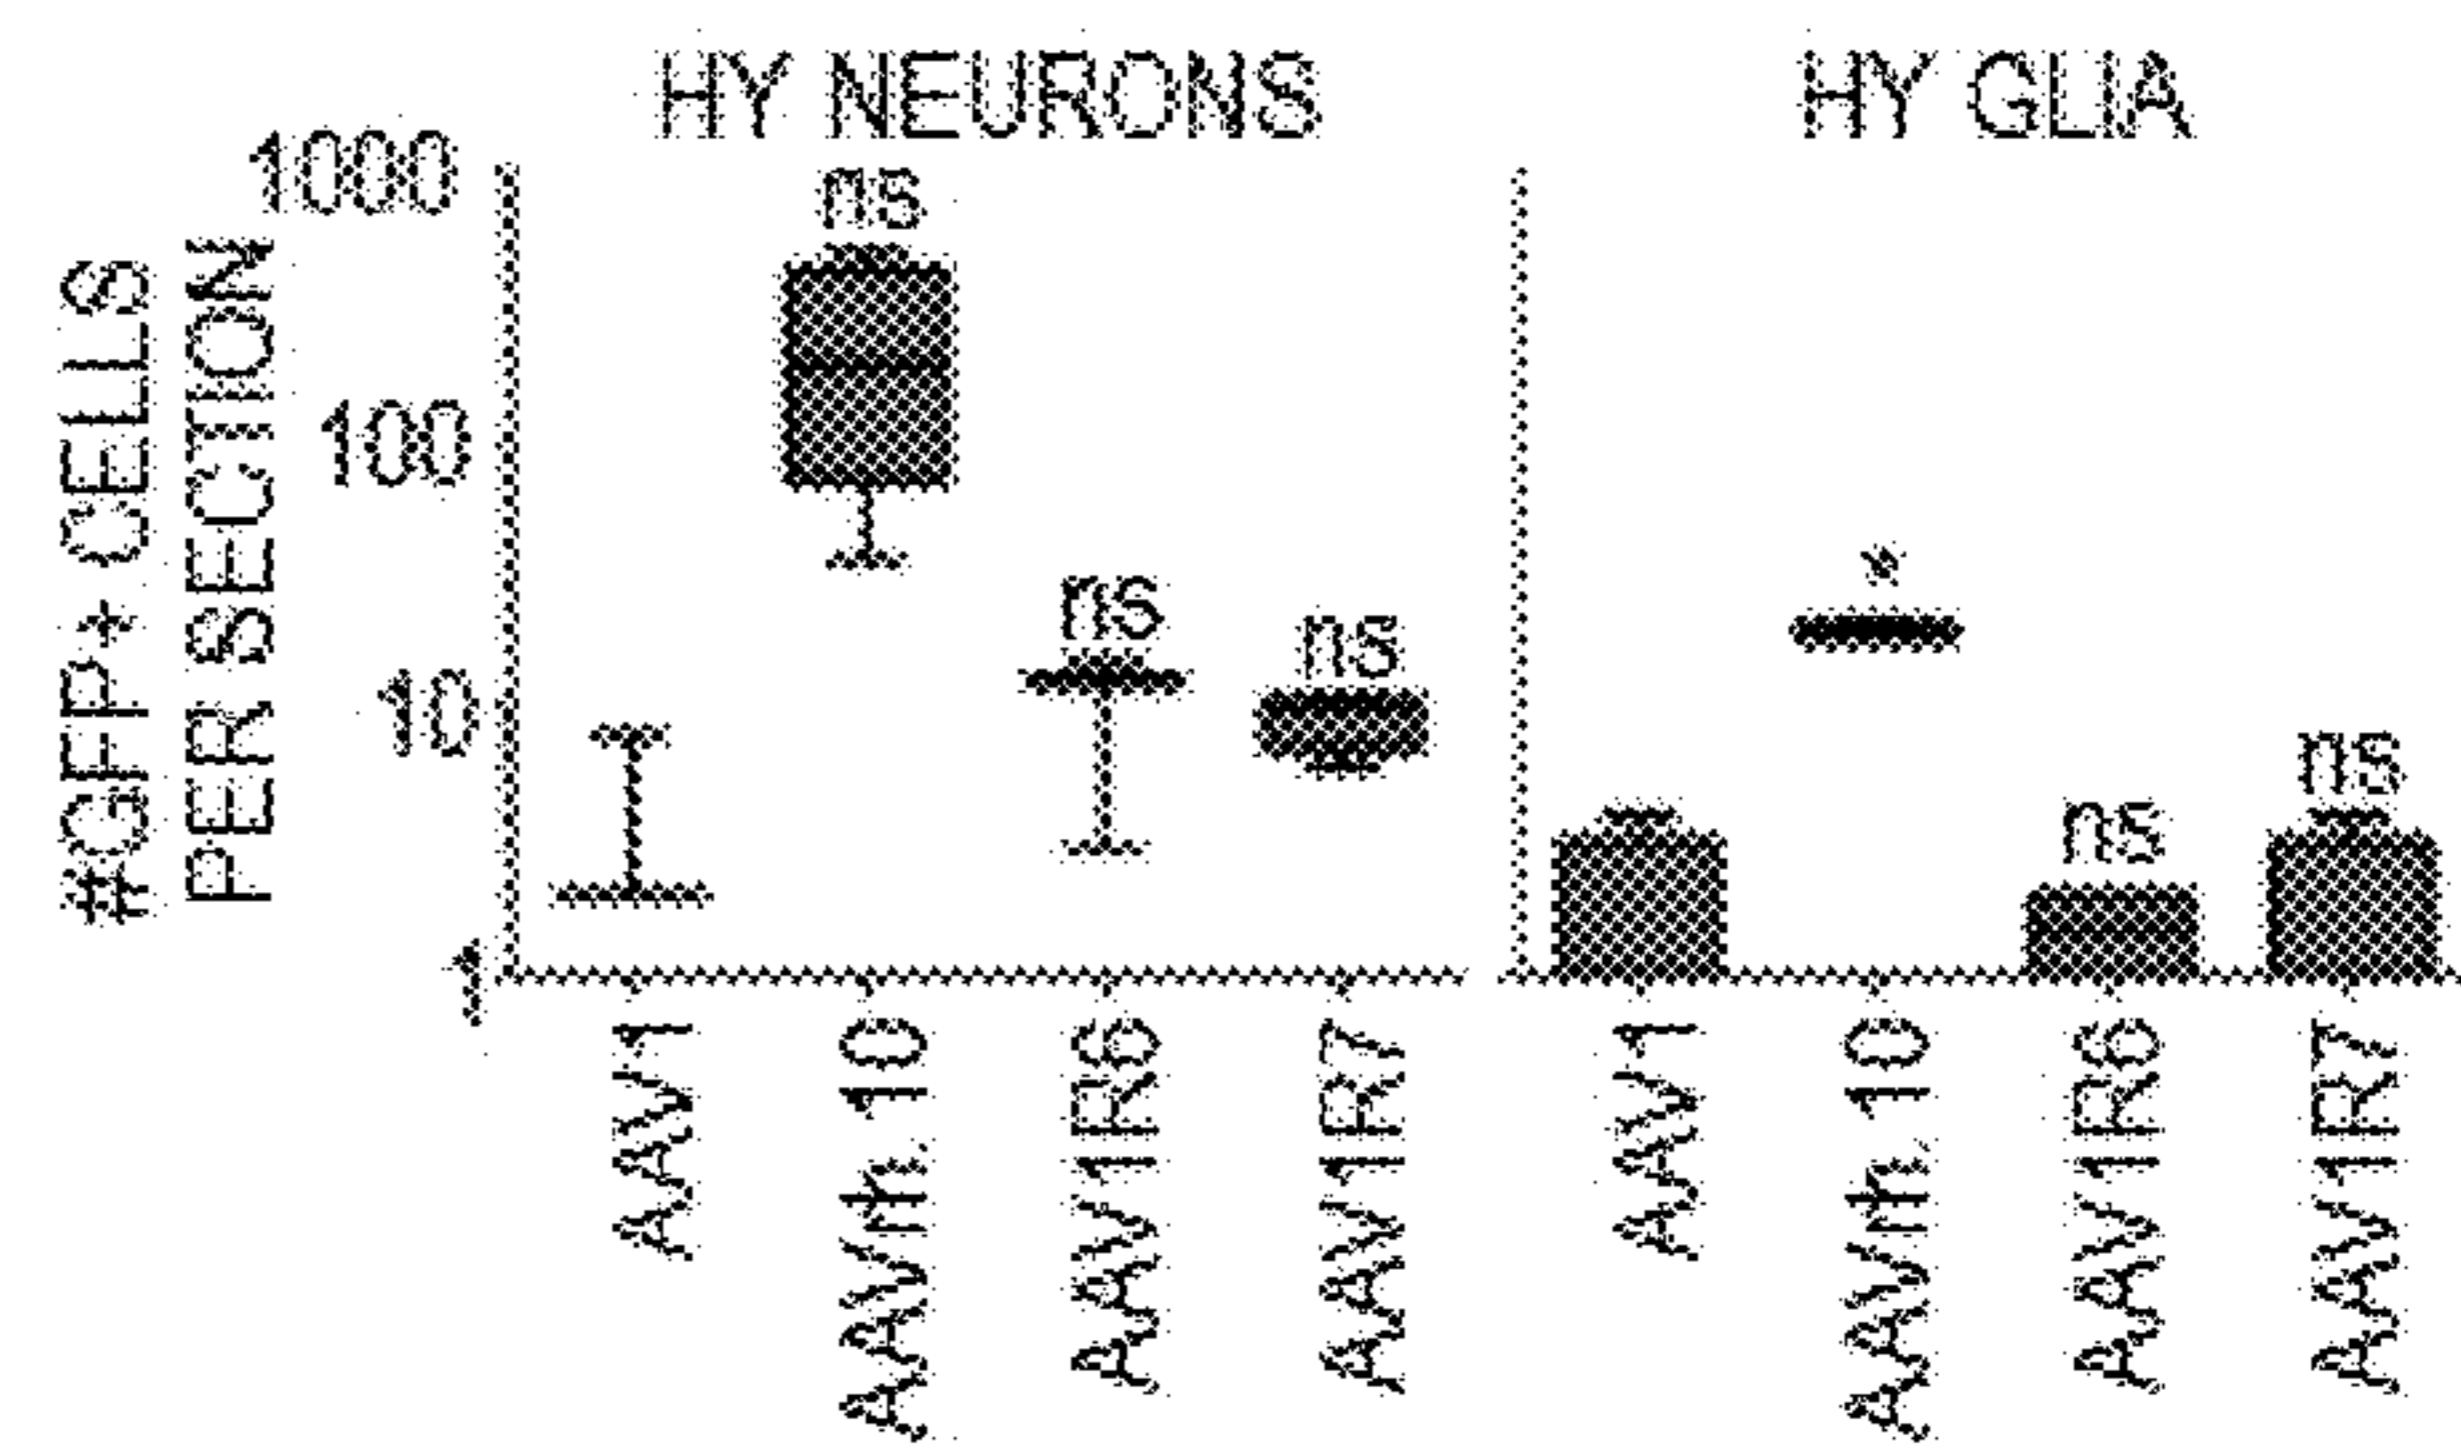 HY NEURONS
HY GLIA
#GFP+ CELLS
PER SECTION
1000
100
10
1
ns
ns
ns
*
ns
ns
AAV1
AAVrh.10
AAV1R6
AAV1R7
AAV1
AAVrh.10
AAV1R6
AAV1R7